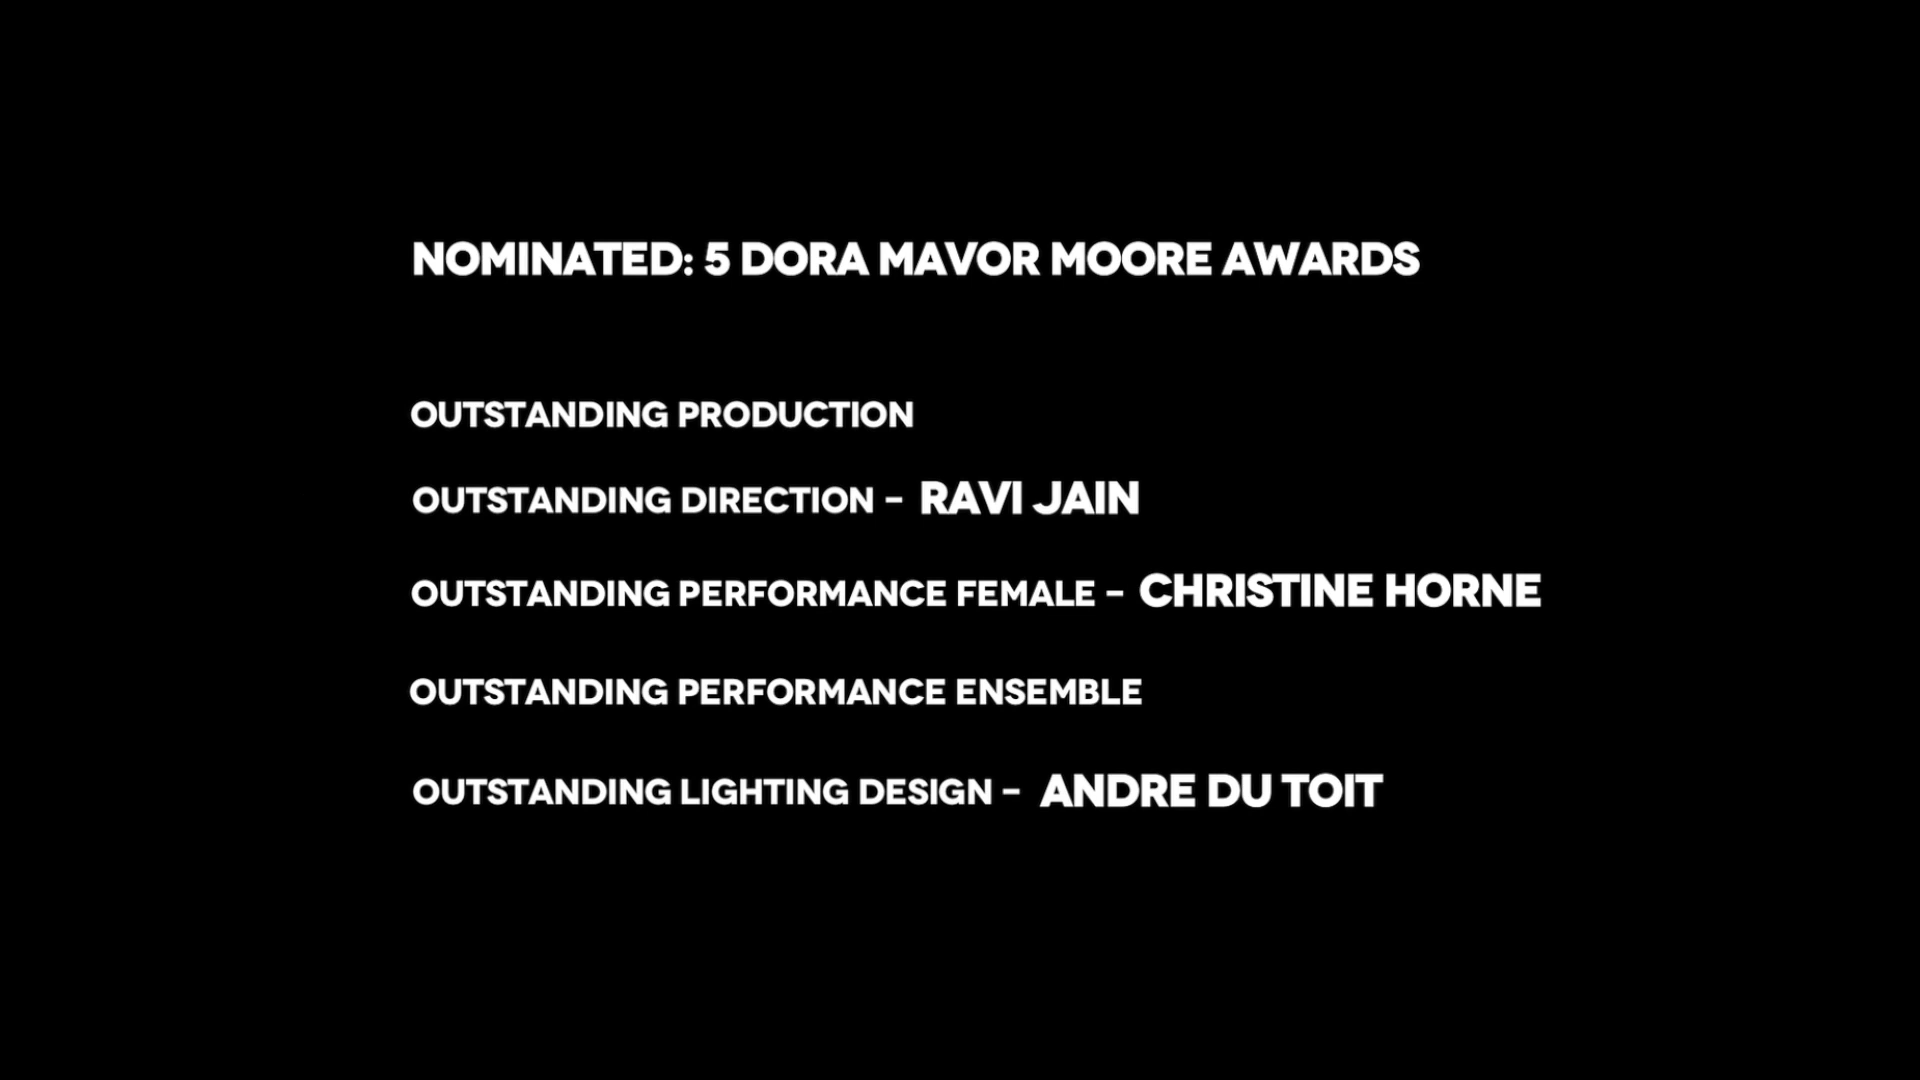 NOMINATED: 5 DORA MAVOR MOORE AWARDS
OUTSTANDING PRODUCTION
OUTSTANDING DIRECTION - RAVI JAIN
OUTSTANDING PERFORMANCE FEMALE - CHRISTINE HORNE
OUTSTANDING PERFORMANCE ENSEMBLE
OUTSTANDING LIGHTING DESIGN - ANDRE DU TOIT